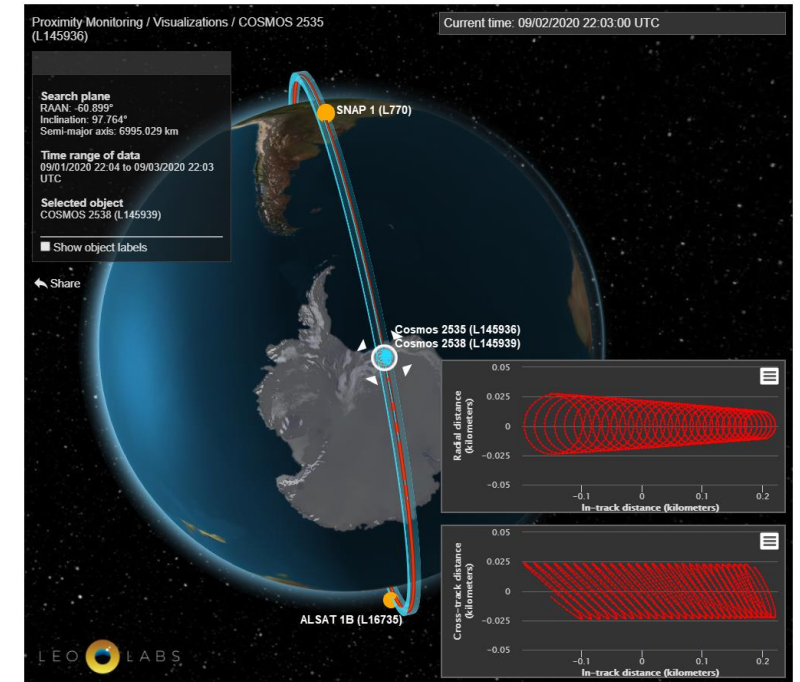 Proximity Monitoring / Visualizations / COSMOS 2535
(L145936)
Current time: 09/02/2020 22:03:00 UTC
Search plane
RAAN: -60.899°
Inclination: 97.764°
Semi-major axis: 6995.029 km
Time range of data
09/01/2020 22:04 to 09/03/2020 22:03
UTC
Selected object
COSMOS 2538 (L145939)
Show object labels
Share
SNAP 1 (L770)
Cosmos 2535 (L145936)
Cosmos 2538 (L145939)
ALSAT 1B (L16735)
Radial distance
(kilometers)
0.05
0.025
0
-0.025
-0.05
-0.1
0
0.1
0.2
In-track distance (kilometers)
Cross-track distance
(kilometers)
0.05
0.025
0
-0.025
-0.05
-0.1
0
0.1
0.2
In-track distance (kilometers)
LEO LABS